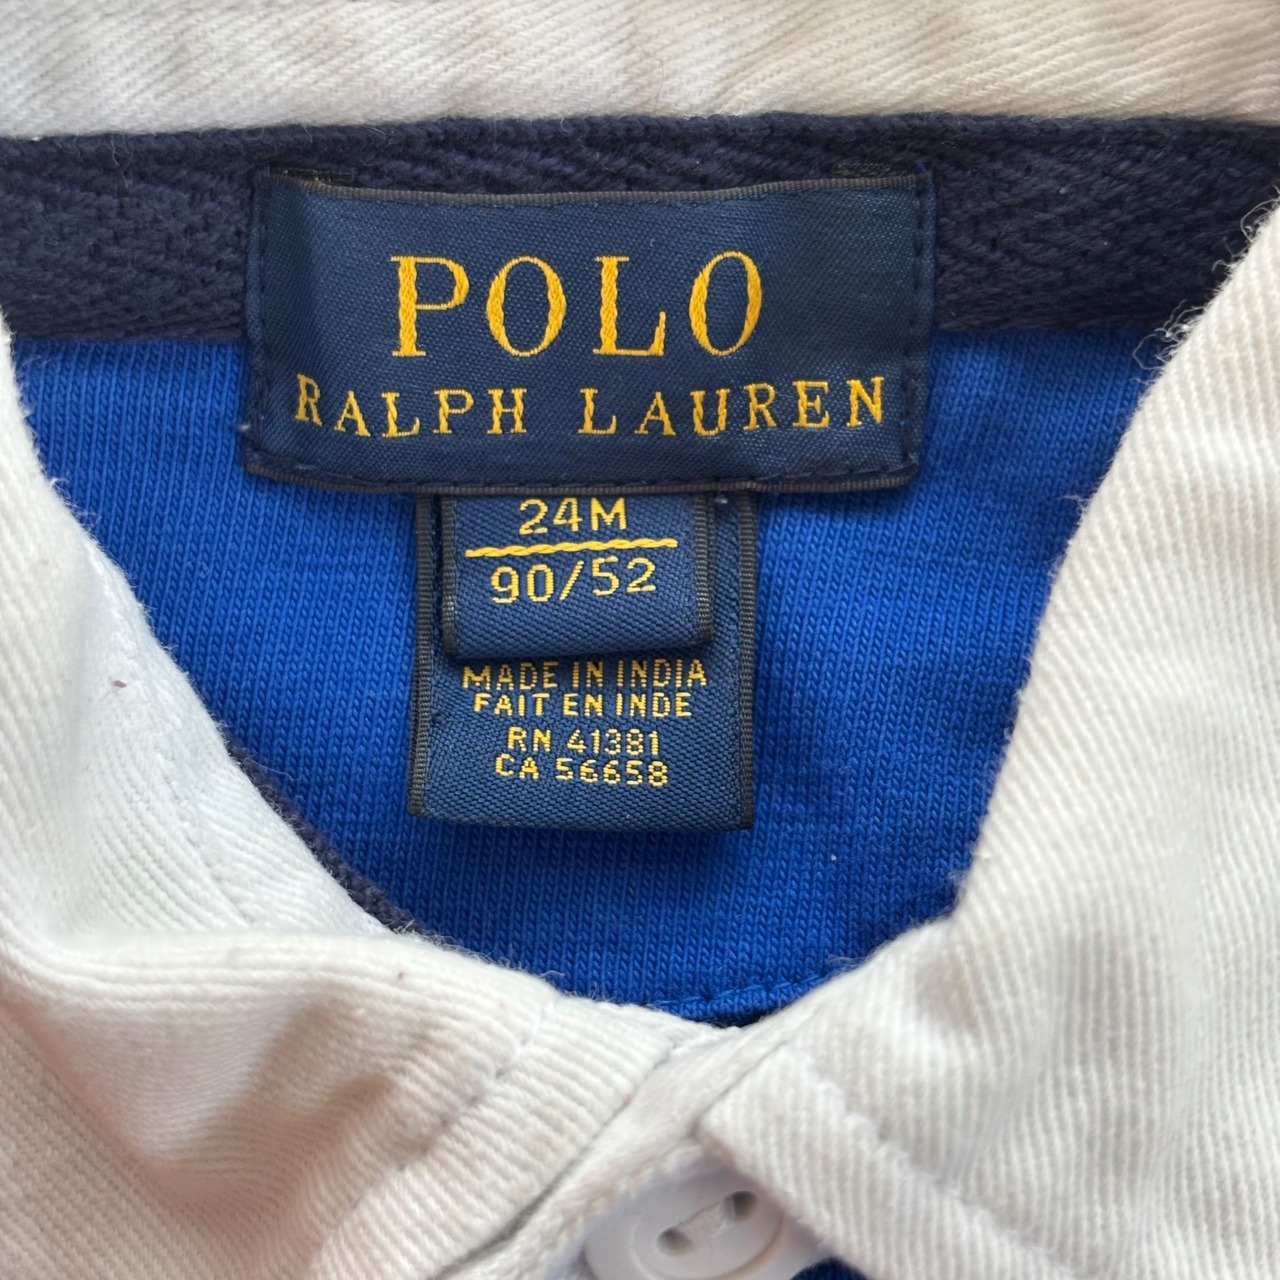 POLO
RALPH LAUREN
24M
90/52
MADE IN INDIA
FAIT EN INDE
RN 41381
CA 56658